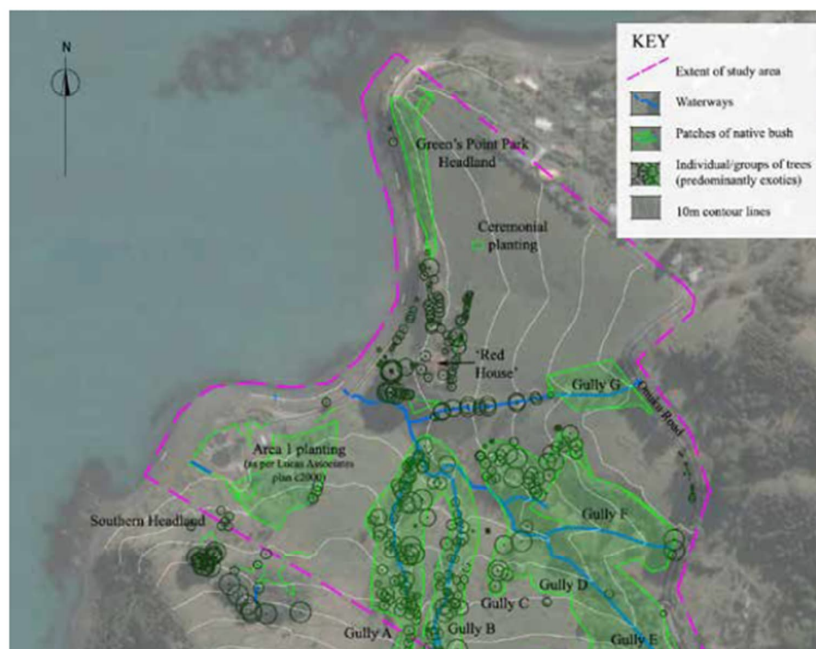 N
KEY
Extent of study area
Waterways
Patches of native bush
Individual/groups of trees
(predominantly exotics)
10m contour lines
Green's Point Park
Headland
Ceremonial
planting
'Red
House'
Gully G
Onuku Road
Area 1 planting
(as per Lucas Associates
plan c2000)
Southern Headland
Gully F
Gully D
Gully C
Gully A
Gully B
Gully E